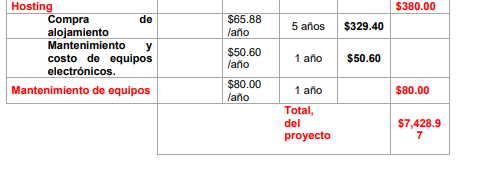 Hosting $380.00
Compra de $65.88 5 años $329.40
alojamiento /año
Mantenimiento y $50.60 1 año $50.60
costo de equipos /año
electrónicos.
Mantenimiento de equipos $80.00 1 año $80.00
/año
Total,
del $7,428.9
proyecto 7